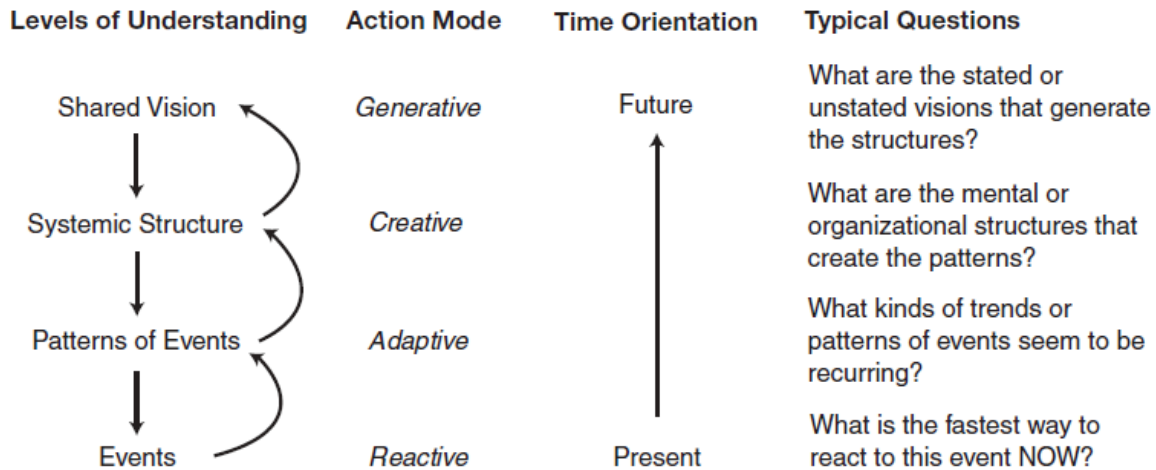 Levels of Understanding Action Mode Time Orientation Typical Questions
Shared Vision Generative Future
What are the stated or
unstated visions that generate
the structures?
Systemic Structure Creative
What are the mental or
organizational structures that
create the patterns?
Patterns of Events Adaptive
What kinds of trends or
patterns of events seem to be
recurring?
Events Reactive Present
What is the fastest way to
react to this event NOW?